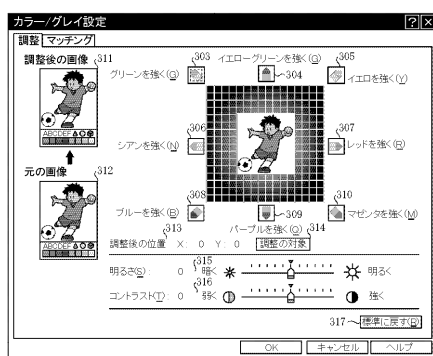 カラー/グレイ設定
調整 マッチング
調整後の画像 311
303 イエローグリーンを強く(G) 305
グリーンを強く(G) 304 イエロを強く(Y)
ABCDEF
306 307
シアンを強く(N) レッドを強く(R)
元の画像 312
308 310
ブルーを強く(B) 309 マゼンタを強く(M)
ABCDEF
313 パープルを強く(O) 314
調整後の位置 X: 0 Y: 0 調整の対象
315
明るさ(S): 0 暗く 明るく
316
コントラスト(T): 0 弱く 強く
317 標準に戻す(R)
OK キャンセル ヘルプ